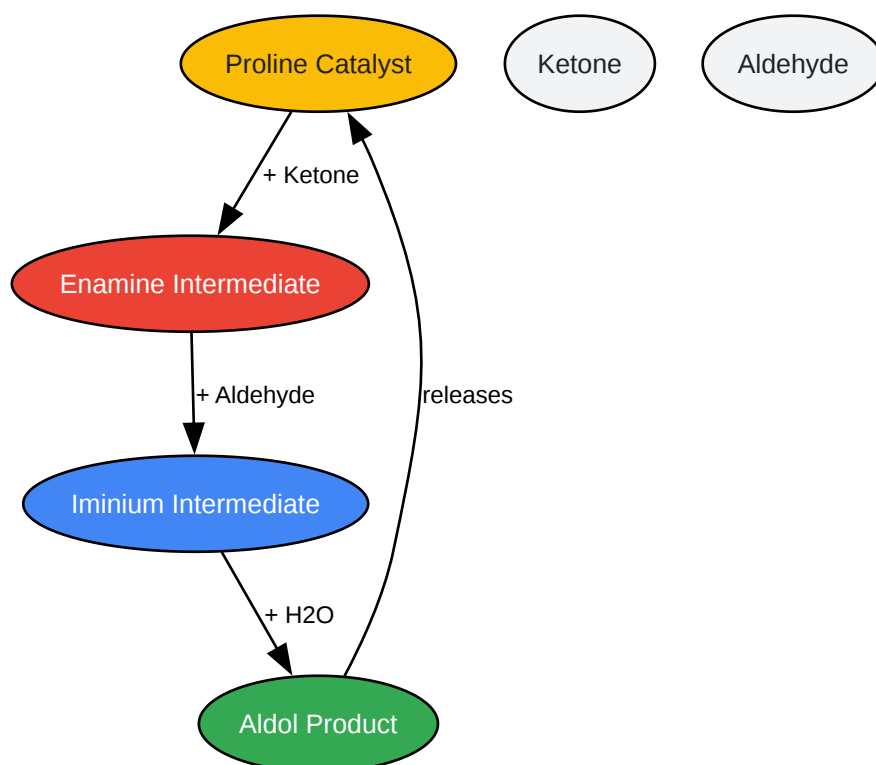 Proline Catalyst
Ketone
Aldehyde
+ Ketone
Enamine Intermediate
+ Aldehyde
releases
Iminium Intermediate
+ H2O
Aldol Product